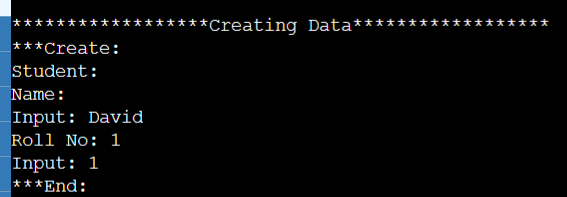 ******************Creating Data******************
***Create:
Student:
Name:
Input: David
Roll No: 1
Input: 1
***End: